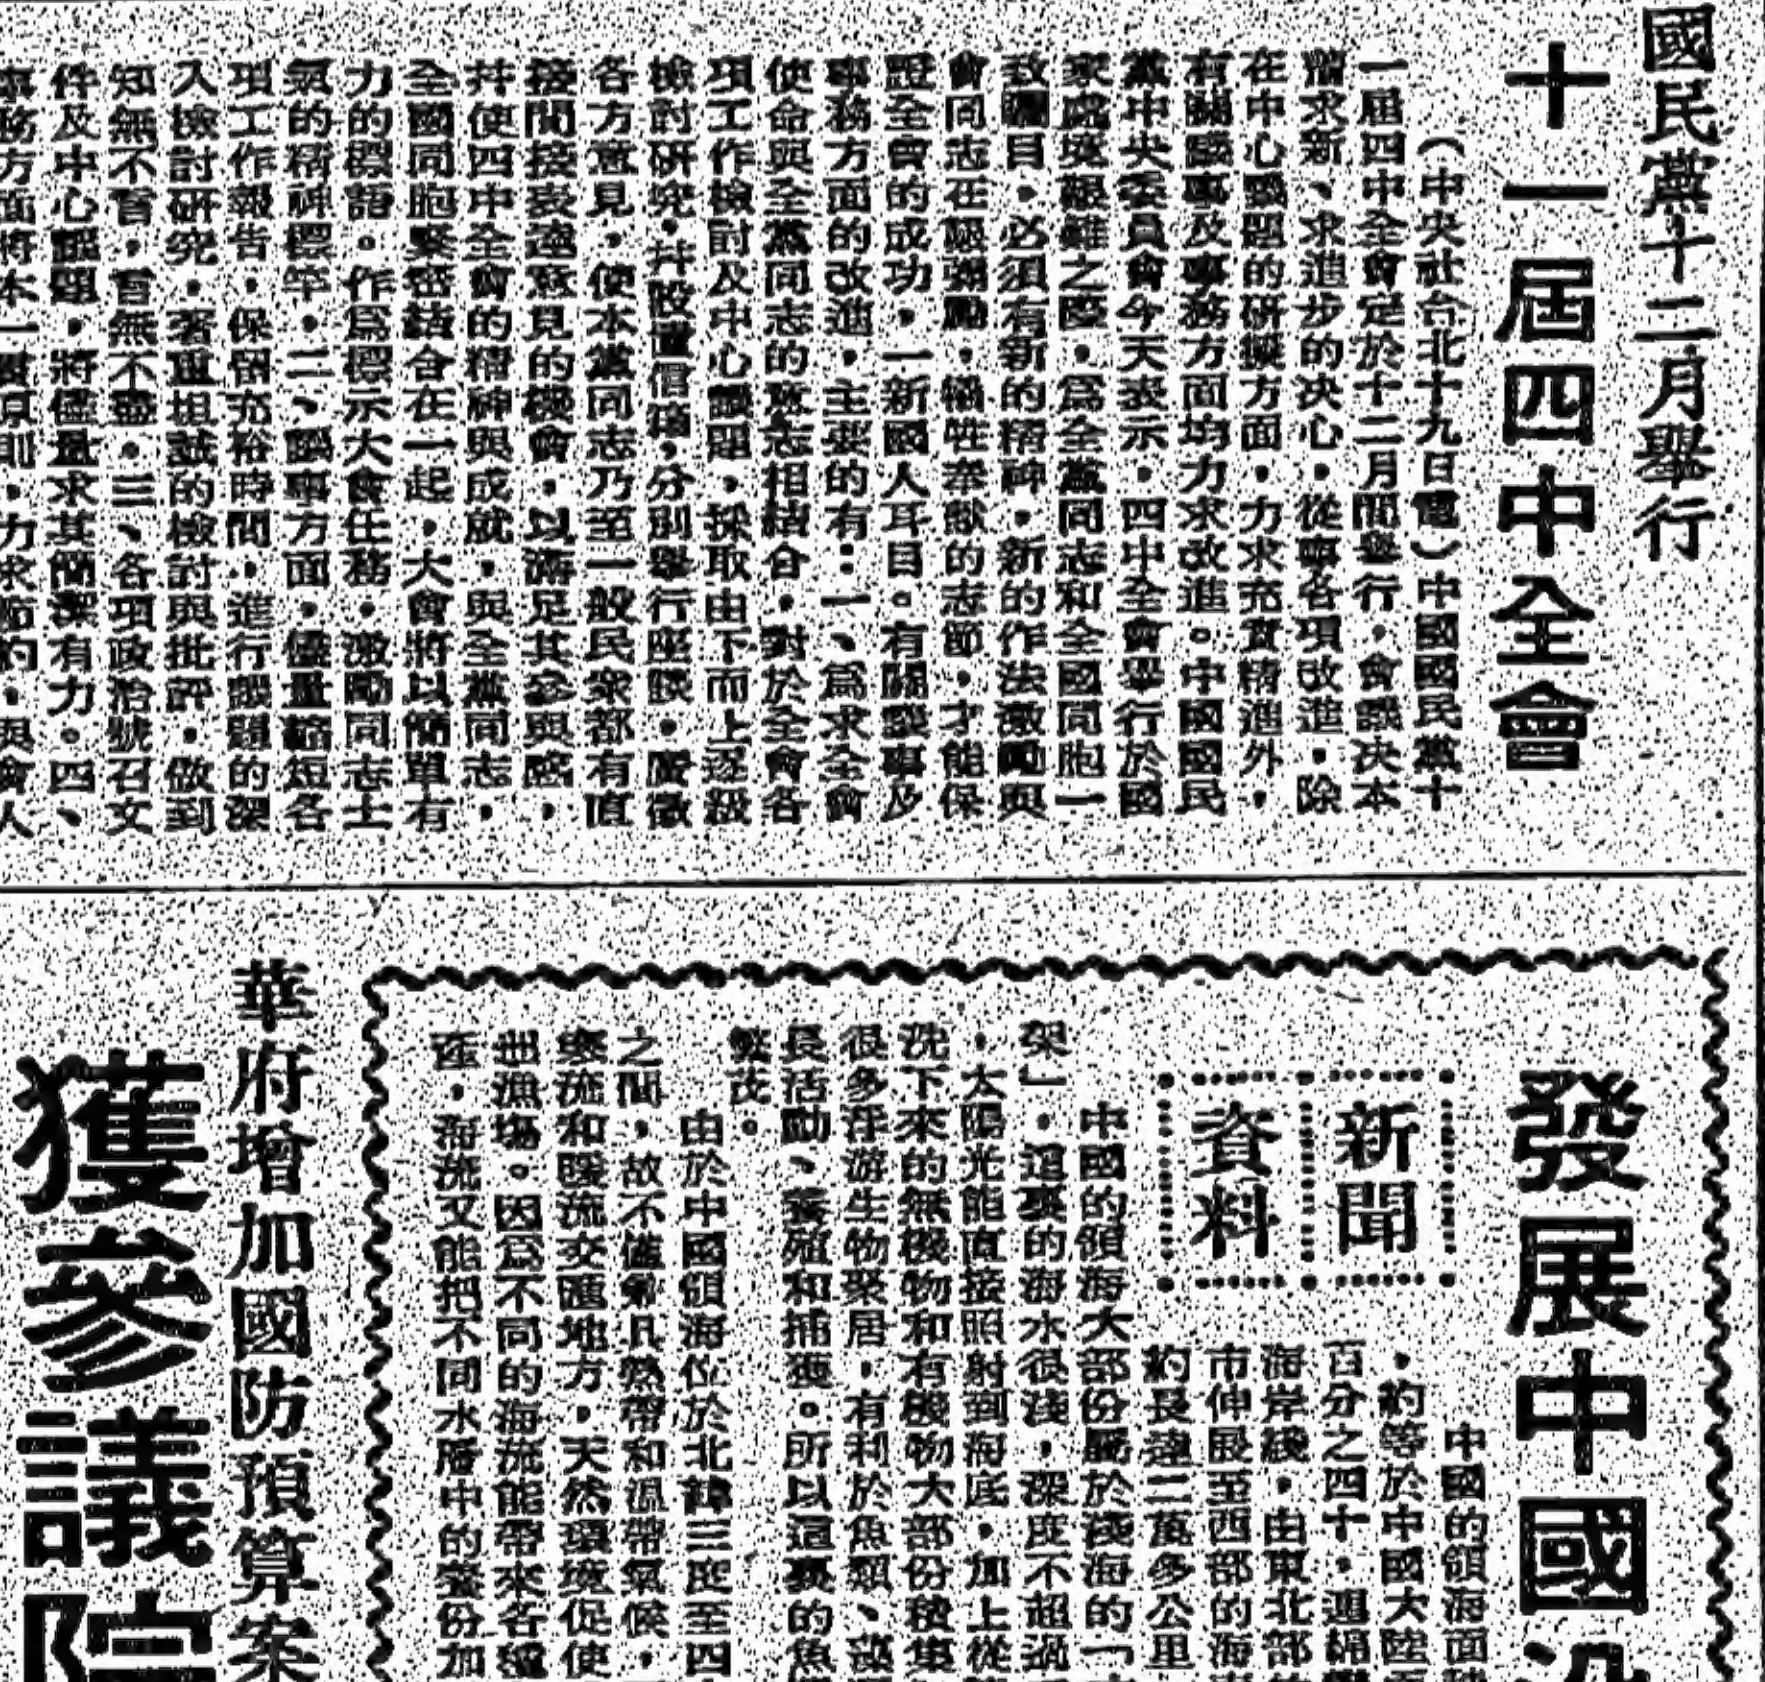 國民黨十二月舉行
十一屆四中全會
（中央社台北十九日電）中國國民黨十
一屆四中全會定於十二月間舉行，會議決本
著求新、求進步的決心，從事各項改進，除
在中心議題的研擬方面，力求充實精進外，
有關議事及事務方面均力求改進。中國國民
黨中央委員會今天表示，四中全會舉行於國
家處境艱難之際，為全黨同志和全國同胞一
致矚目，必須有新的精神，新的作法激勵與
會同志在砥礪，犧牲奉獻的志節，才能保
證全會的成功，一新國人耳目。有關議事及
事務方面的改進，主要的有：一、為求全會
使命與全黨同志的意志相結合，對於全會各
項工作檢討及中心議題，採取由下而上逐級
檢討研究，并設置信箱，分別舉行座談，廣徵
各方意見，使本黨同志乃至一般民眾都有直
接間接表達意見的機會，以滿足其參與感，
并使四中全會的精神與成就，與全黨同志，
全國同胞緊密結合在一起，大會將以簡單有
力的標語。作為標示大會任務，激勵同志士
氣的精神標竿，二、議事方面，儘量縮短各
項工作報告，保留充裕時間，進行議題的深
入檢討研究，著重坦誠的檢討與批評，做到
知無不言，言無不盡。三、各項政治號召文
件及中心議題，將儘量求其簡潔有力。四、
事務方面將本一貫原則，力求節約，與會人
發展中國沿
新聞
資料
中國的領海面
，約等於中國大陸
百分之四十，週綿
海岸綫，由東北部
市伸展至西部的海
約長達二萬多公里
中國的領海大部份屬於淺海的「
架」，這裏的海水很淺，深度不超過
，太陽光能直接照射到海底，加上從
洗下來的無機物和有機物大部份積集
很多浮游生物聚居，有利於魚類、
長活動、養殖和捕獲。所以這裏的魚
繁茂。
由於中國領海位於北緯三度至四
之間，故不僅兼具熱帶和溫帶氣候，
寒流和暖流交匯地方，天然環境促使
漁場。因為不同的海流能帶來各種
，海流又能把不同水層中的養份加
華府增加國防預算案
獲參議院